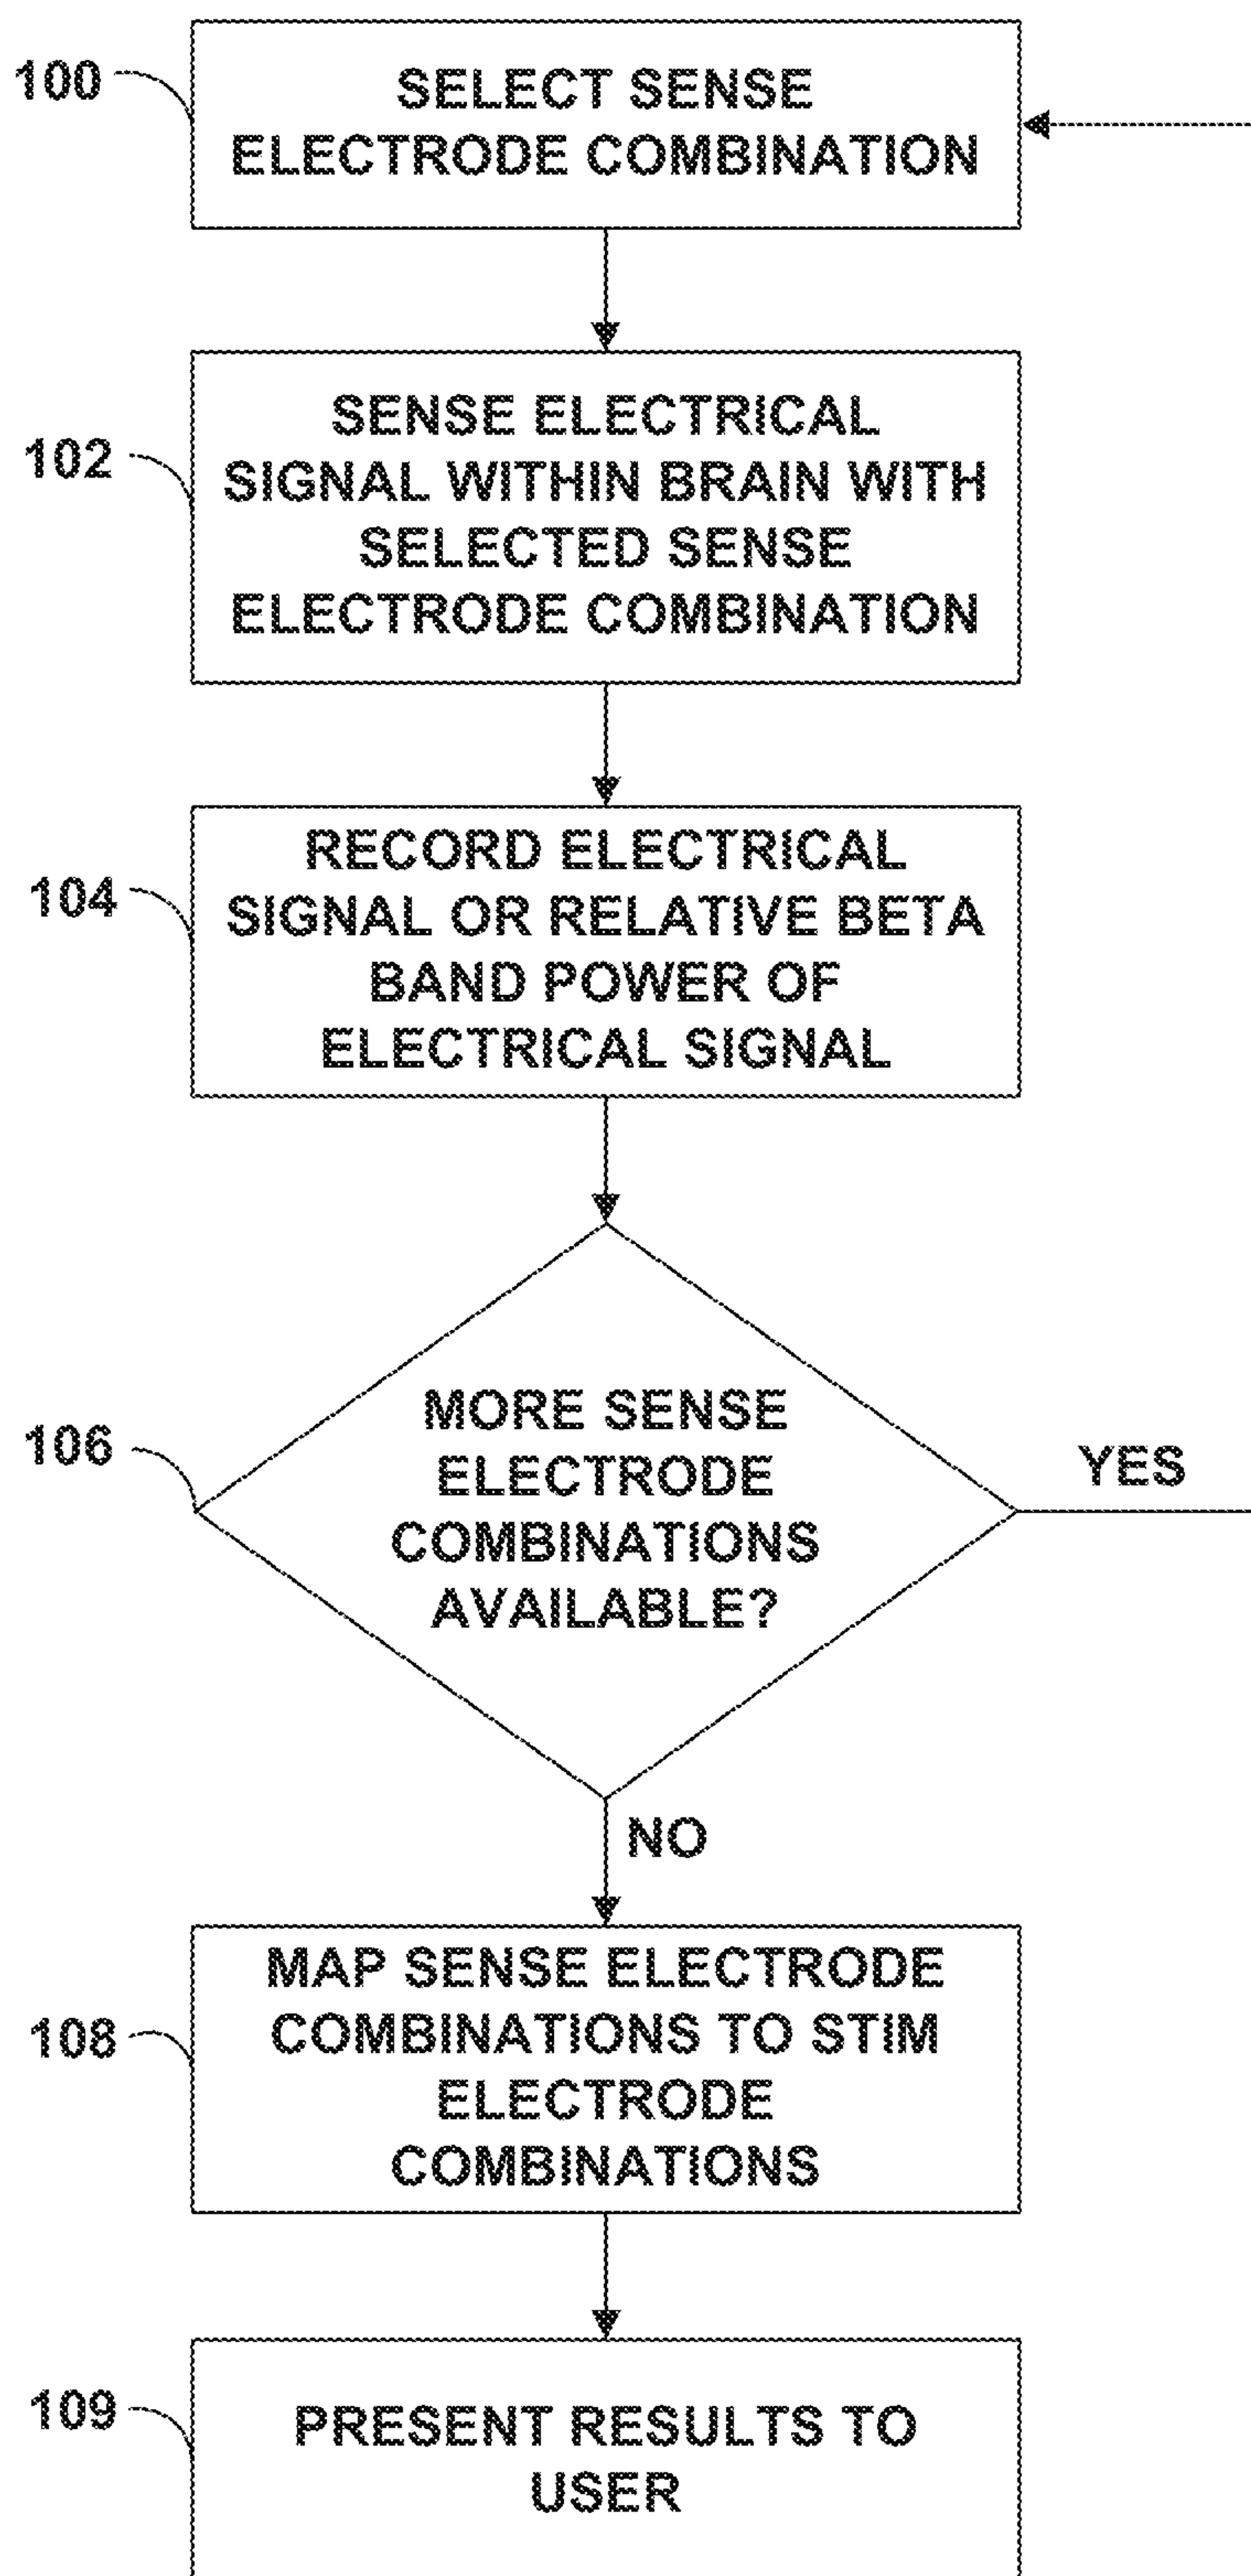 100
SELECT SENSE
ELECTRODE COMBINATION
102
SENSE ELECTRICAL
SIGNAL WITHIN BRAIN WITH
SELECTED SENSE
ELECTRODE COMBINATION
104
RECORD ELECTRICAL
SIGNAL OR RELATIVE BETA
BAND POWER OF
ELECTRICAL SIGNAL
106
MORE SENSE
ELECTRODE
COMBINATIONS
AVAILABLE?
YES
NO
108
MAP SENSE ELECTRODE
COMBINATIONS TO STIM
ELECTRODE
COMBINATIONS
109
PRESENT RESULTS TO
USER